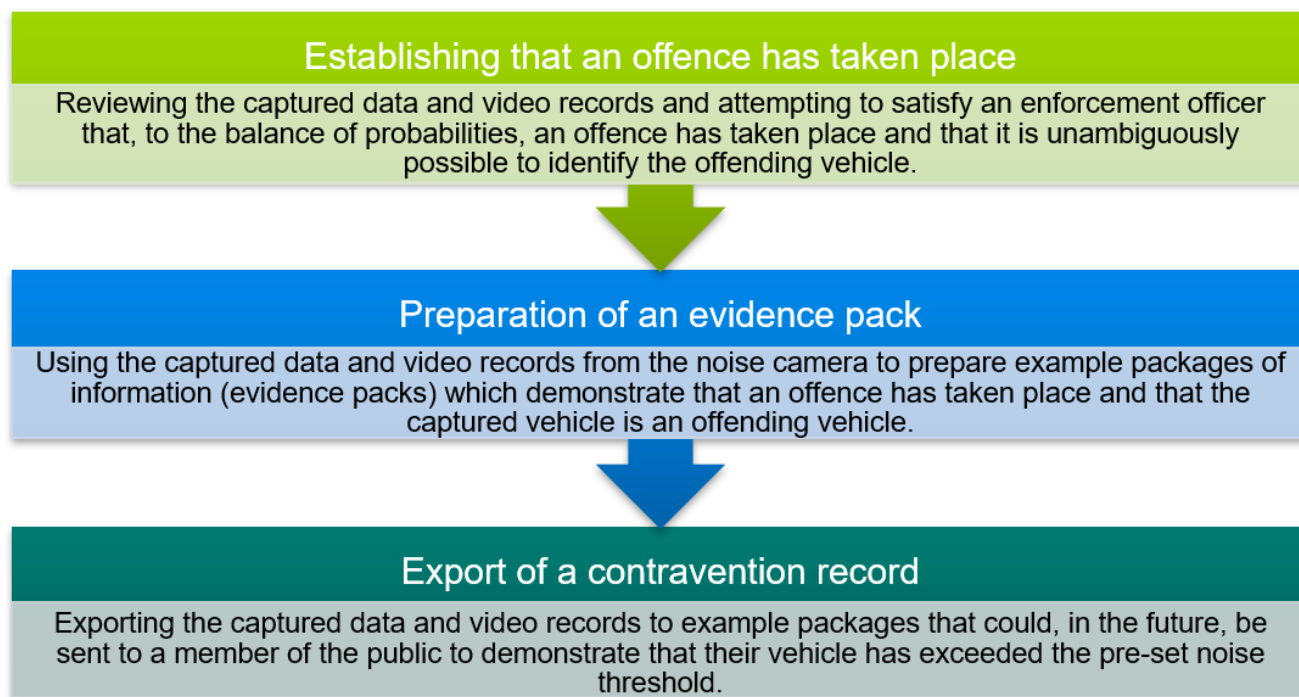 Establishing that an offence has taken place
Reviewing the captured data and video records and attempting to satisfy an enforcement officer
that, to the balance of probabilities, an offence has taken place and that it is unambiguously
possible to identify the offending vehicle.
Preparation of an evidence pack
Using the captured data and video records from the noise camera to prepare example packages of
information (evidence packs) which demonstrate that an offence has taken place and that the
captured vehicle is an offending vehicle.
Export of a contravention record
Exporting the captured data and video records to example packages that could, in the future, be
sent to a member of the public to demonstrate that their vehicle has exceeded the pre-set noise
threshold.